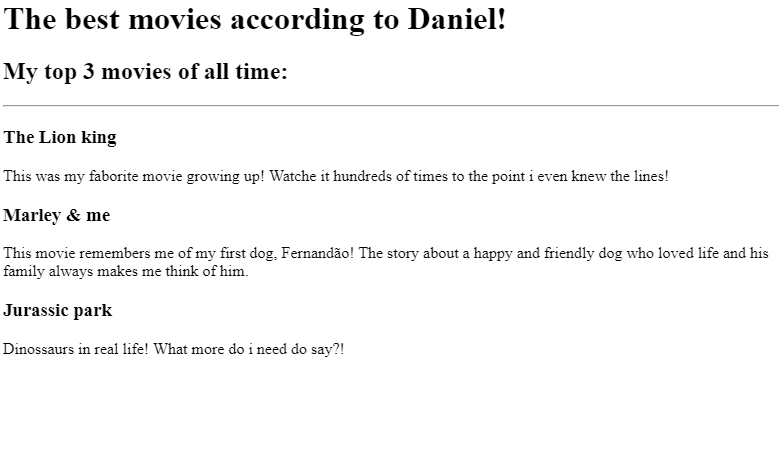 The best movies according to Daniel!
My top 3 movies of all time:
The Lion king
This was my faborite movie growing up! Watche it hundreds of times to the point i even knew the lines!
Marley & me
This movie remembers me of my first dog, Fernandão! The story about a happy and friendly dog who loved life and his
family always makes me think of him.
Jurassic park
Dinossaurs in real life! What more do i need do say?!